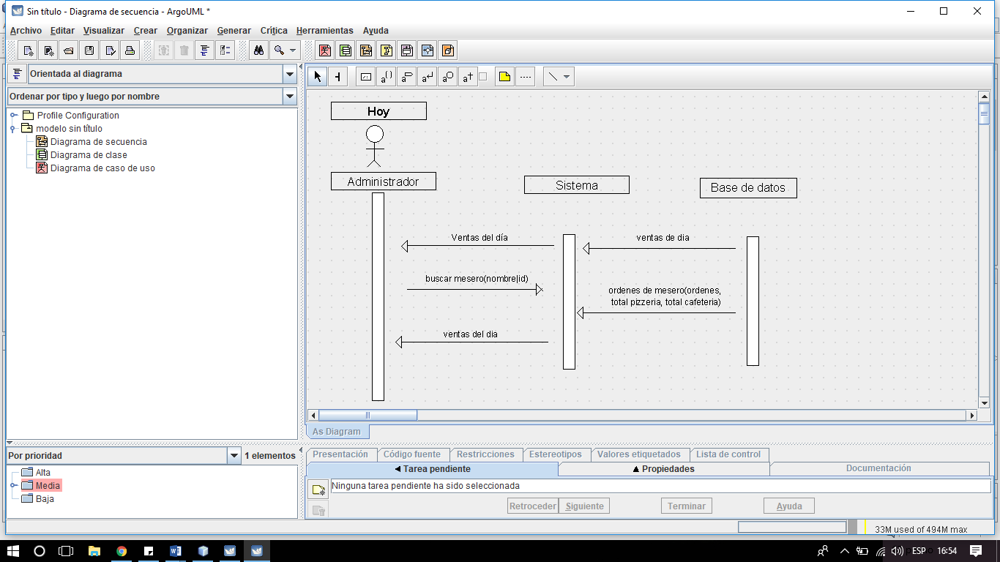 Sin título - Diagrama de secuencia - ArgoUML *
Archivo Editar Visualizar Crear Organizar Generar Crítica Herramientas Ayuda
Orientada al diagrama
Ordenar por tipo y luego por nombre
Profile Configuration
modelo sin título
Diagrama de secuencia
Diagrama de clase
Diagrama de caso de uso
Hoy
Administrador
Sistema
Base de datos
Ventas del día
ventas de dia
buscar mesero(nombre|id)
ordenes de mesero(ordenes,
total pizzeria, total cafeteria)
ventas del dia
As Diagram
Por prioridad
1 elementos
Alta
Media
Baja
Presentación Código fuente Restricciones Estereotipos Valores etiquetados Lista de control
Tarea pendiente Propiedades Documentación
Ninguna tarea pendiente ha sido seleccionada
Retroceder Siguiente Terminar Ayuda
33M used of 494M max
ESP 16:54